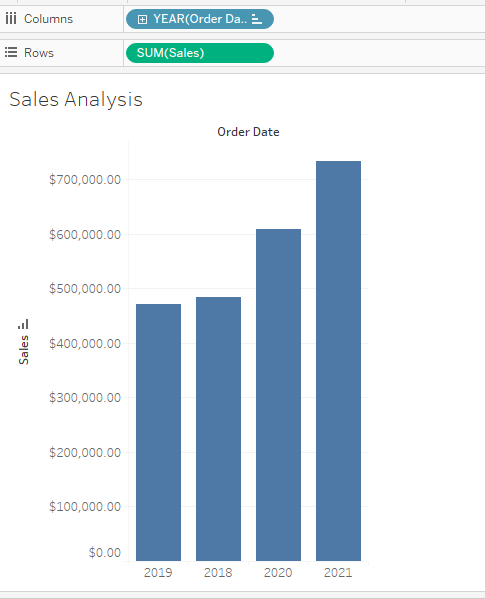 Columns YEAR(Order Da..
Rows SUM(Sales)
Sales Analysis
Order Date
$700,000.00
$600,000.00
$500,000.00
$400,000.00
$300,000.00
$200,000.00
$100,000.00
$0.00
Sales
2019 2018 2020 2021